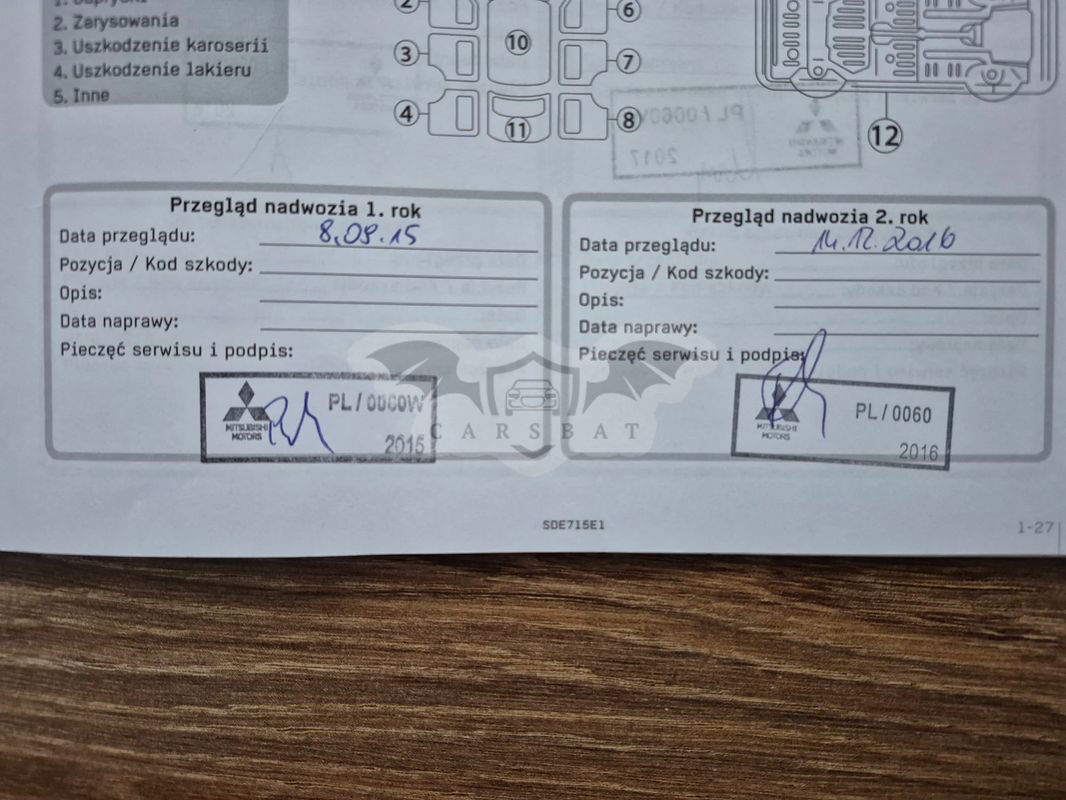 2. Zarysowania
3. Uszkodzenie karoserii
4. Uszkodzenie lakieru
5. Inne
2
3
4
6
7
8
10
11
12
PL/0060W
2017
Przegląd nadwozia 1. rok
Data przeglądu: 8.09.15
Pozycja / Kod szkody:
Opis:
Data naprawy:
Pieczęć serwisu i podpis:
MITSUBISHI
MOTORS
PL/0060W
2015
Przegląd nadwozia 2. rok
Data przeglądu: 14.12.2016
Pozycja / Kod szkody:
Opis:
Data naprawy:
Pieczęć serwisu i podpis:
MITSUBISHI
MOTORS
PL/0060
2016
CARSBAT
SDE715E1
1-27